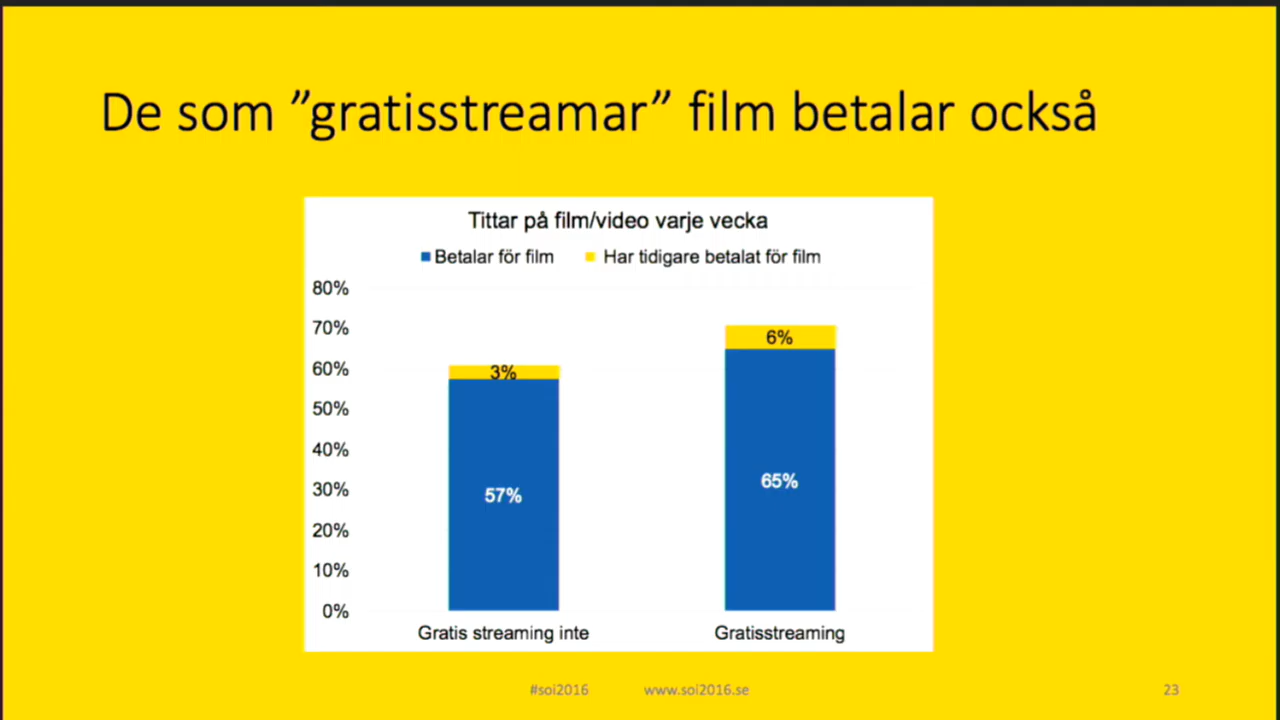 De som ”gratisstreamar” film betalar också
Tittar på film/video varje vecka
Betalar för film Har tidigare betalat för film
80%
70%
60%
50%
40%
30%
20%
10%
0%
3%
57%
6%
65%
Gratis streaming inte Gratisstreaming
#soi2016 www.soi2016.se 23